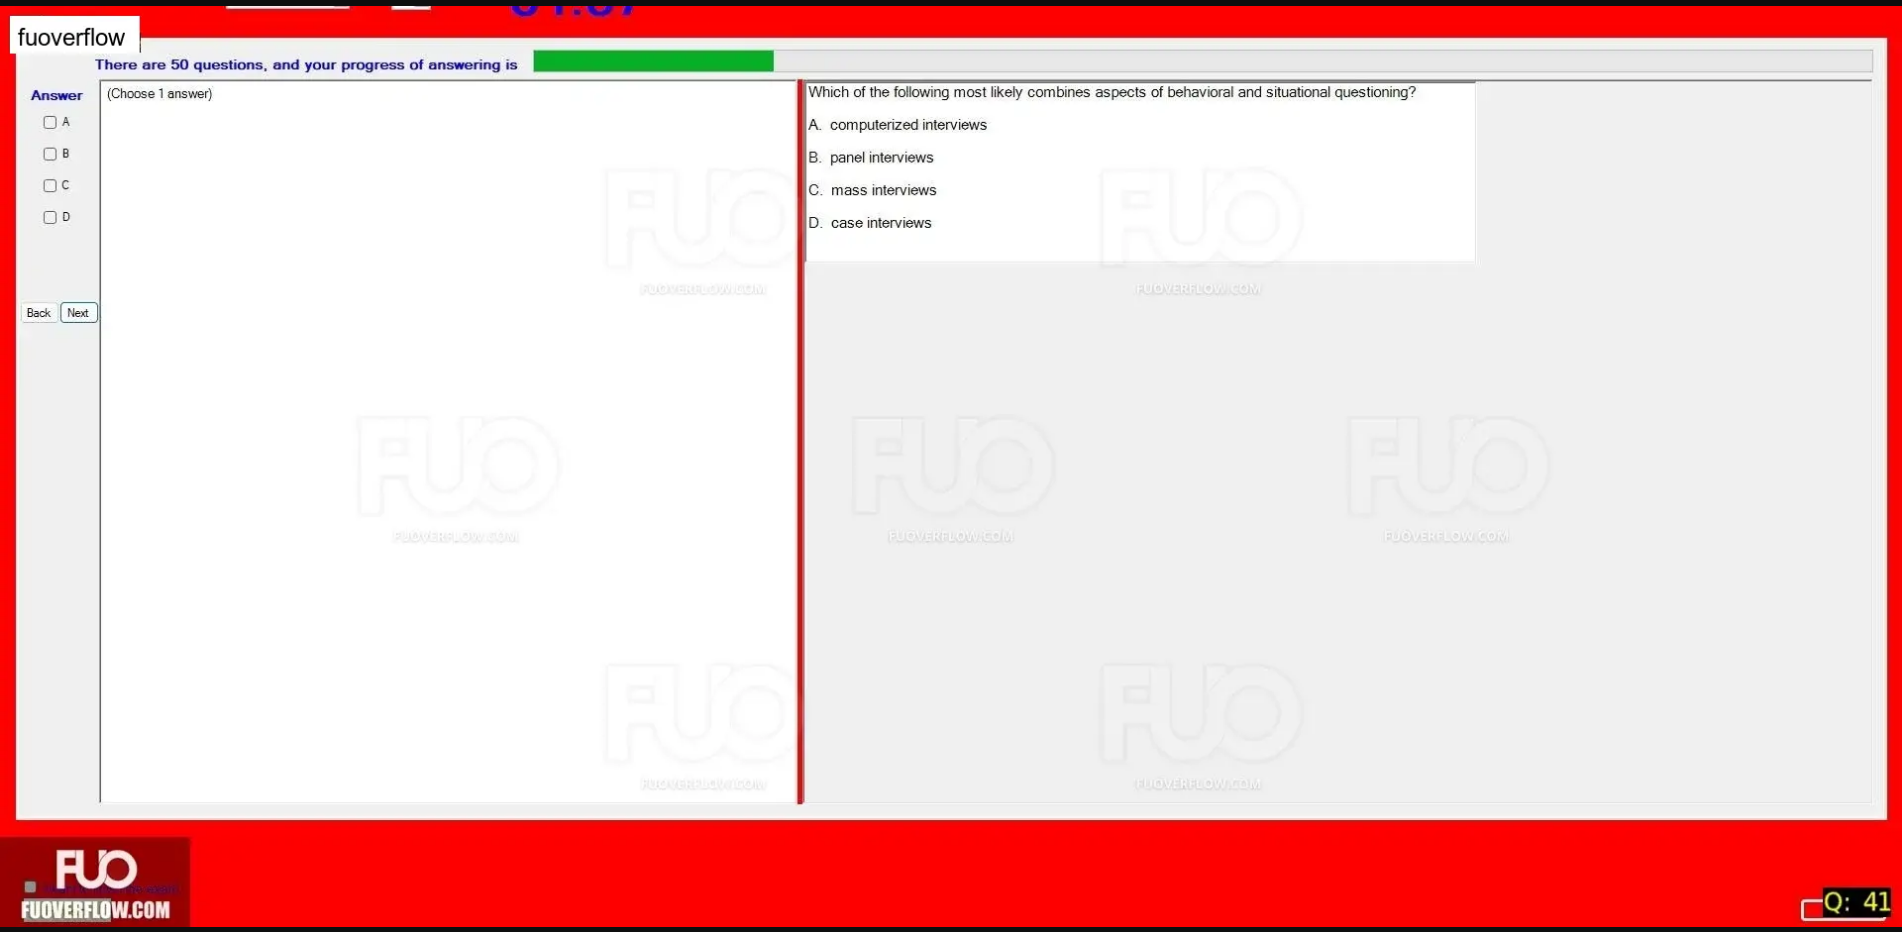 fuoverflow
There are 50 questions, and your progress of answering is
Answer
(Choose 1 answer)
A
B
C
D
Back Next
Which of the following most likely combines aspects of behavioral and situational questioning?
A. computerized interviews
B. panel interviews
C. mass interviews
D. case interviews
FUO
FUOVERFLOW.COM
FUO
FUOVERFLOW.COM
FUO
FUOVERFLOW.COM
FUO
FUOVERFLOW.COM
FUO
FUOVERFLOW.COM
FUO
FUOVERFLOW.COM
FUO
FUOVERFLOW.COM
FUO
FUOVERFLOW.COM
Q: 41